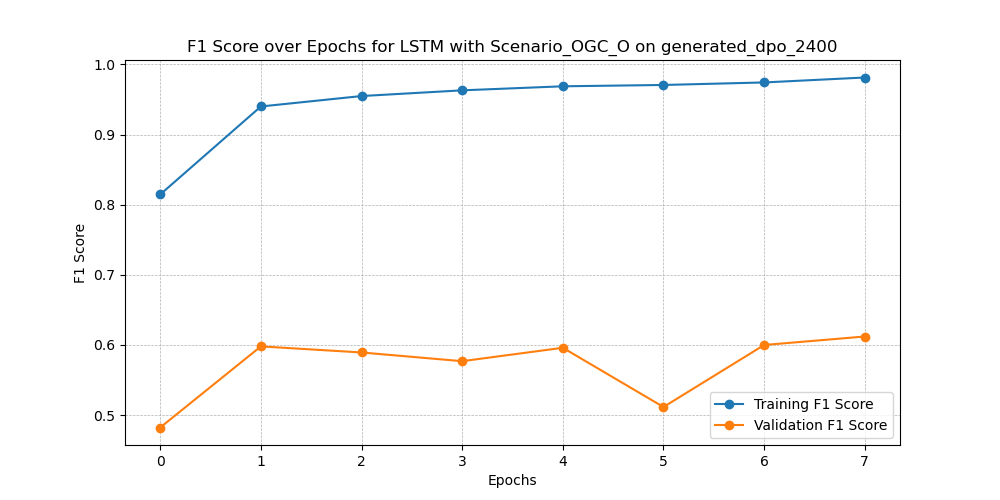 F1 Score over Epochs for LSTM with Scenario_OGC_O on generated_dpo_2400
F1 Score
1.0
0.9
0.8
0.7
0.6
0.5
0 1 2 3 4 5 6 7
Epochs
Training F1 Score
Validation F1 Score